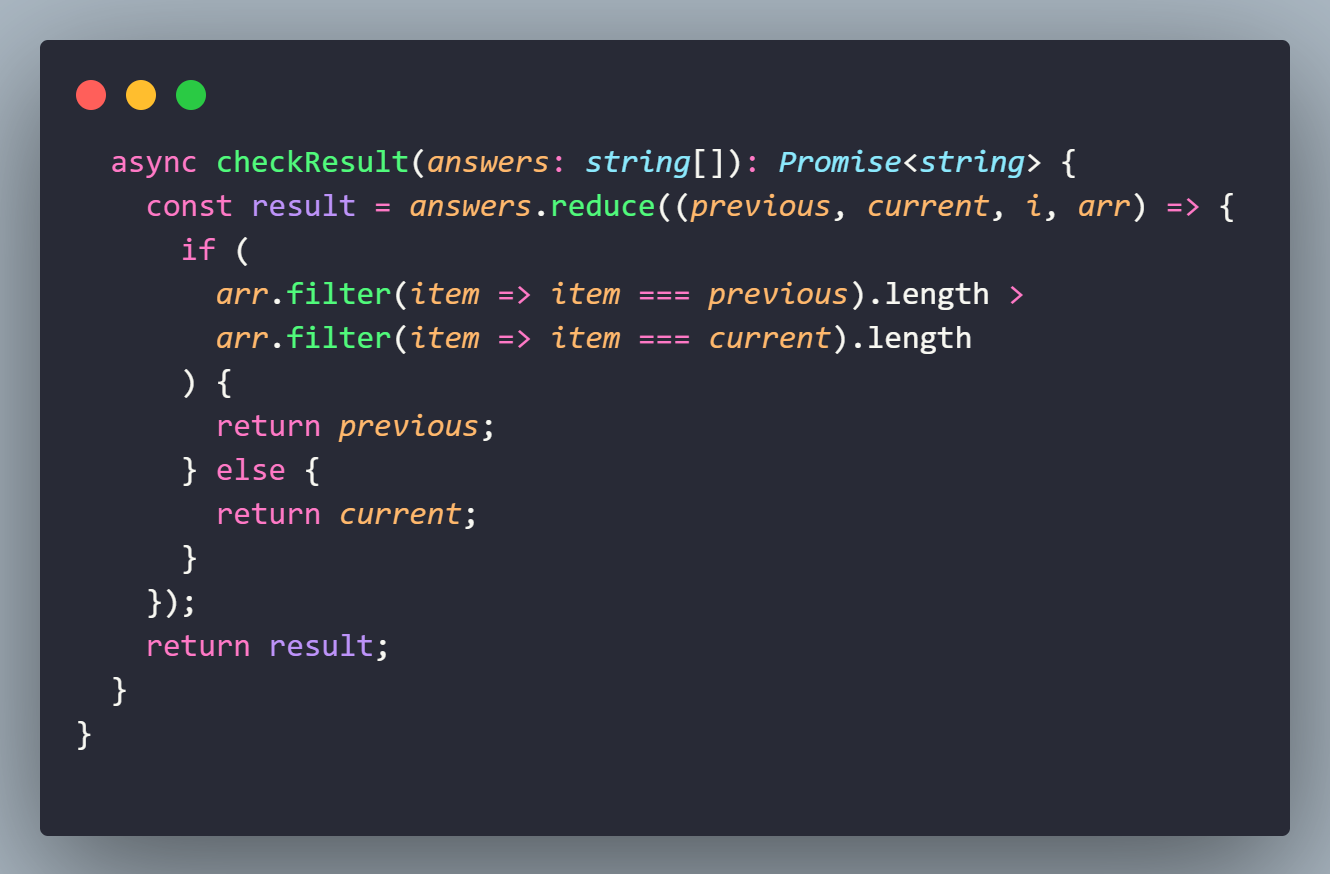 async checkResult(answers: string[]): Promise<string> {
const result = answers.reduce((previous, current, i, arr) => {
if (
arr.filter(item => item === previous).length >
arr.filter(item => item === current).length
) {
return previous;
} else {
return current;
}
});
return result;
}
}